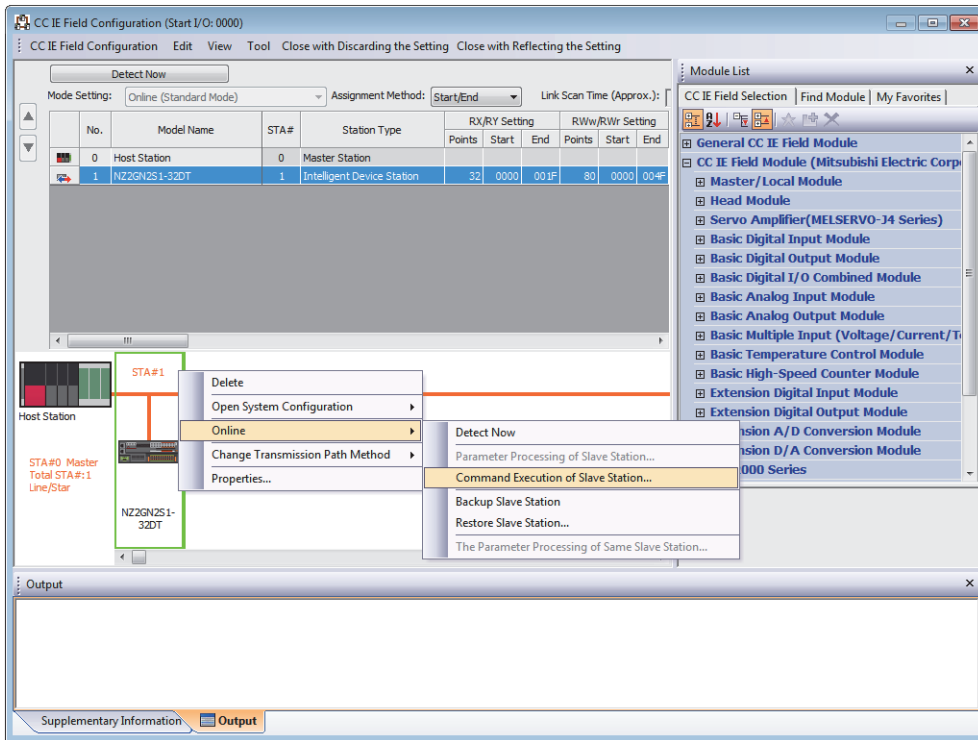 CC IE Field Configuration (Start I/O: 0000)
CC IE Field Configuration Edit View Tool Close with Discarding the Setting Close with Reflecting the Setting
Detect Now
Mode Setting: Online (Standard Mode) Assignment Method: Start/End Link Scan Time (Approx.):
No. Model Name STA# Station Type RX/RY Setting RWw/RWr Setting
Points Start End Points Start End
0 Host Station 0 Master Station
1 NZ2GN2S1-32DT 1 Intelligent Device Station 32 0000 001F 80 0000 004F
STA#1
Host Station
STA#0 Master
Total STA#:1
Line/Star
NZ2GN2S1-
32DT
Delete
Open System Configuration
Online
Change Transmission Path Method
Properties...
Detect Now
Parameter Processing of Slave Station...
Command Execution of Slave Station...
Backup Slave Station
Restore Slave Station...
The Parameter Processing of Same Slave Station...
Module List
CC IE Field Selection Find Module My Favorites
General CC IE Field Module
CC IE Field Module (Mitsubishi Electric Corp
Master/Local Module
Head Module
Servo Amplifier(MELSERVO-J4 Series)
Basic Digital Input Module
Basic Digital Output Module
Basic Digital I/O Combined Module
Basic Analog Input Module
Basic Analog Output Module
Basic Multiple Input (Voltage/Current/T
Basic Temperature Control Module
Basic High-Speed Counter Module
Extension Digital Input Module
Extension Digital Output Module
nsion A/D Conversion Module
nsion D/A Conversion Module
000 Series
Output
Supplementary Information Output